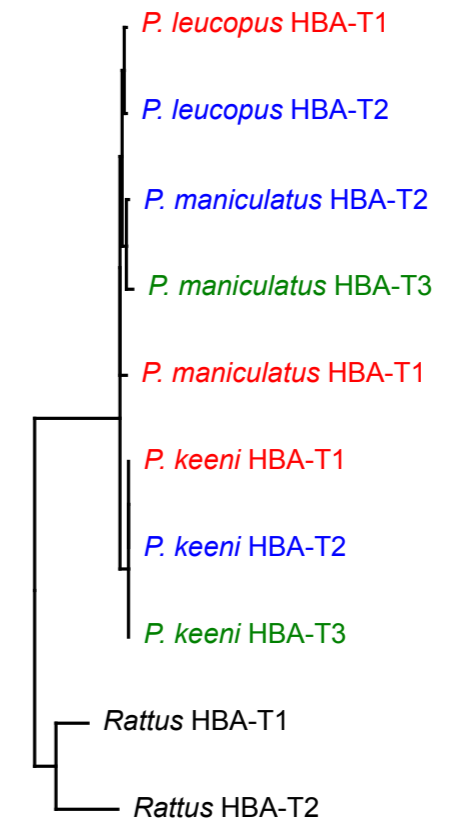 P. leucopus HBA-T1
P. leucopus HBA-T2
P. maniculatus HBA-T2
P. maniculatus HBA-T3
P. maniculatus HBA-T1
P. keeni HBA-T1
P. keeni HBA-T2
P. keeni HBA-T3
Rattus HBA-T1
Rattus HBA-T2